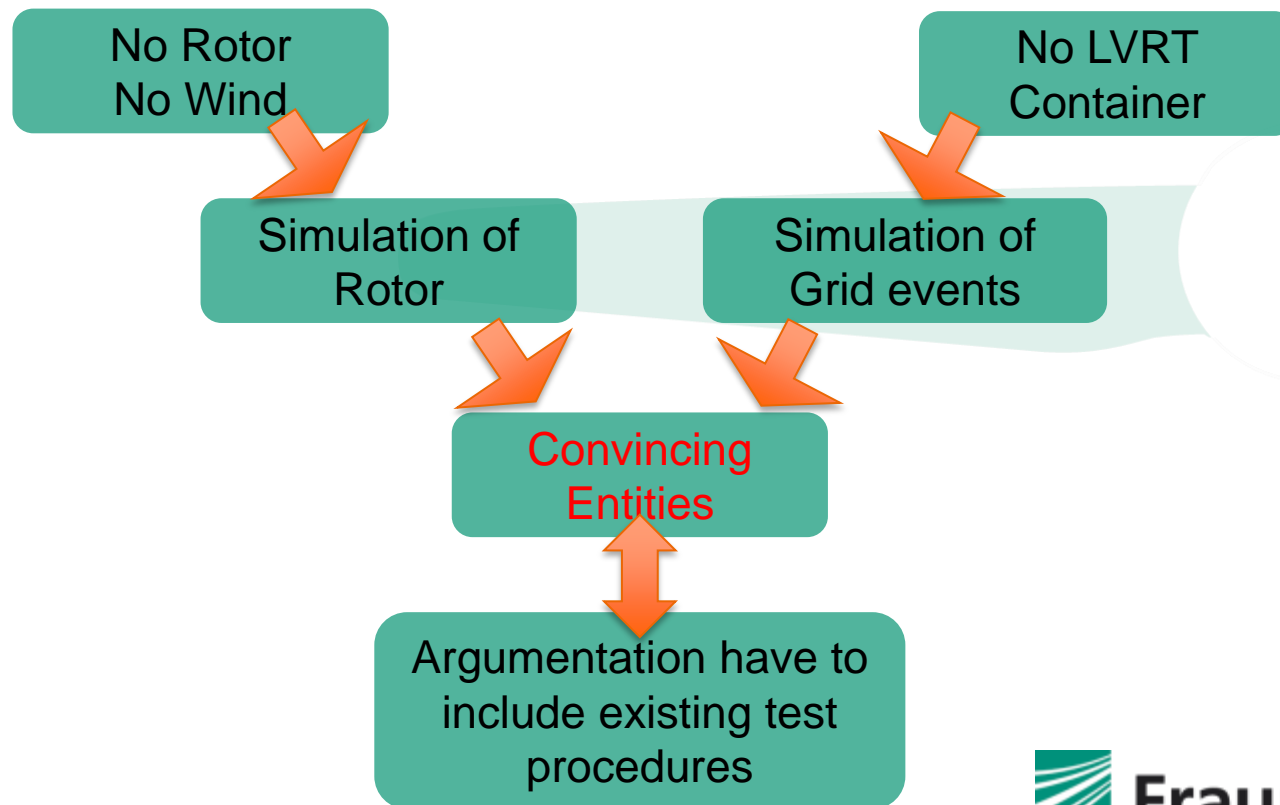 No Rotor
No Wind
No LVRT
Container
Simulation of
Rotor
Simulation of
Grid events
Convincing
Entities
Argumentation have to
include existing test
procedures